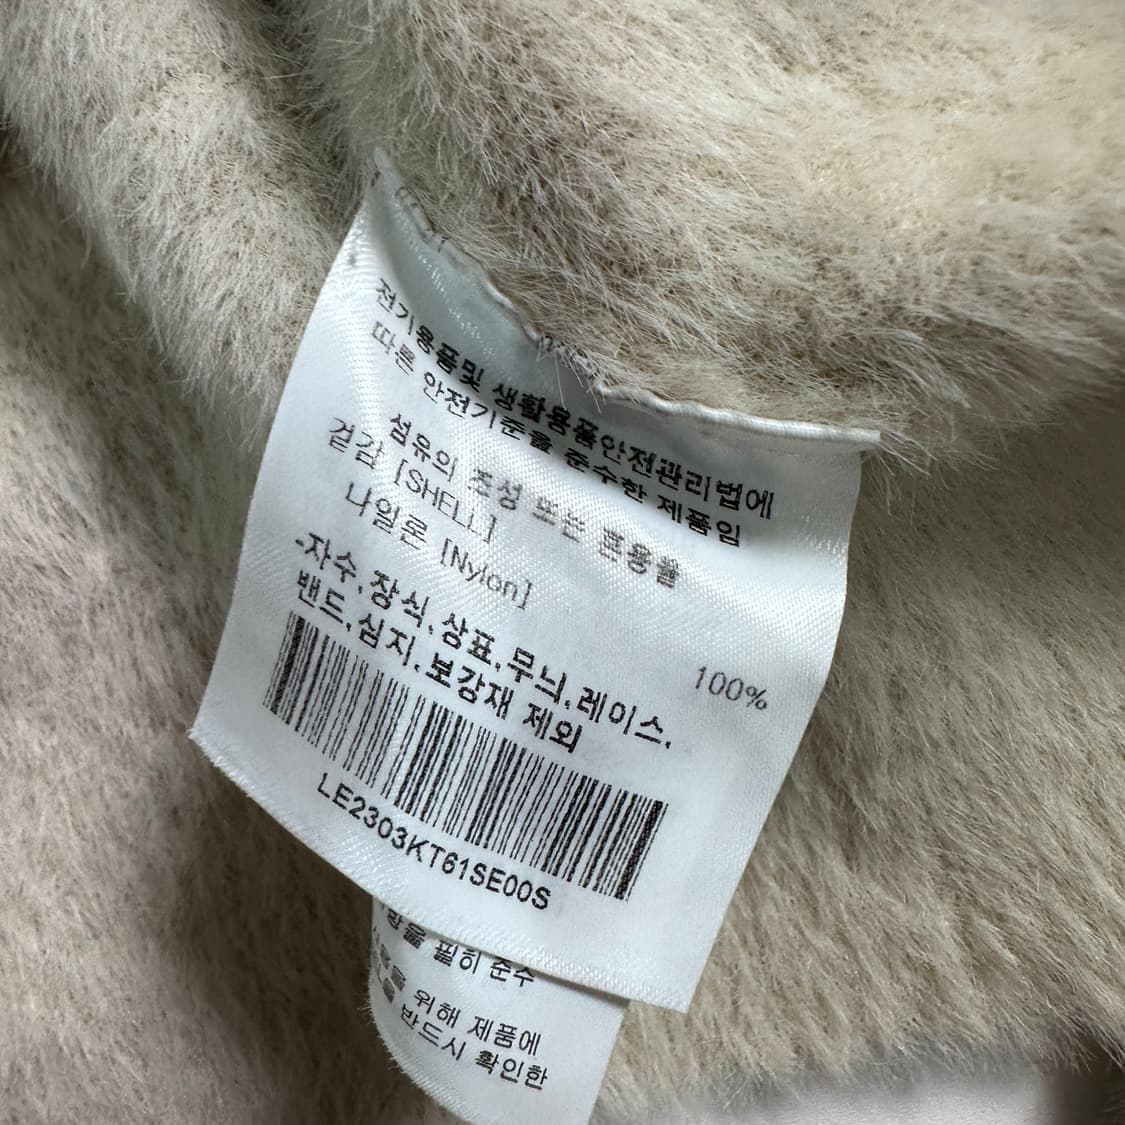 전기용품및 생활용품안전관리법에
따른 안전기준을 준수한 제품임
섬유의 조성 또는 혼용율
겉감 [SHELL]
나일론 [Nylon]
100%
-자수,장식,상표,무늬,레이스,
밴드,심지,보강재 제외
LE2303KT61SE00S
필히 준수
위해 제품에
반드시 확인한